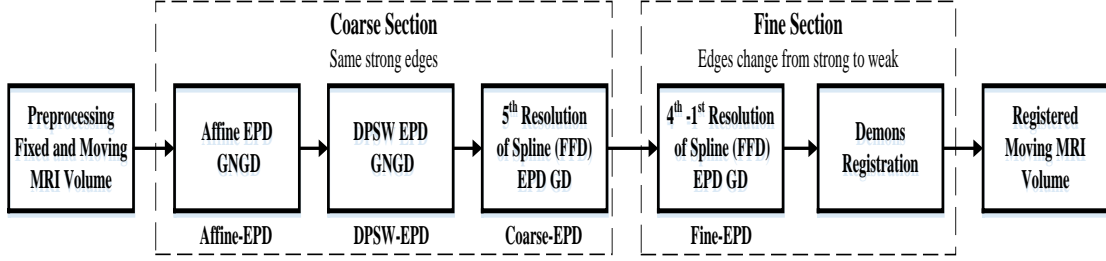 Coarse Section
Same strong edges
Fine Section
Edges change from strong to weak
Preprocessing
Fixed and Moving
MRI Volume
Affine EPD
GNGD
DPSW EPD
GNGD
5th Resolution
of Spline (FFD)
EPD GD
4th -1st Resolution
of Spline (FFD)
EPD GD
Demons
Registration
Registered
Moving MRI
Volume
Affine-EPD
DPSW-EPD
Coarse-EPD
Fine-EPD